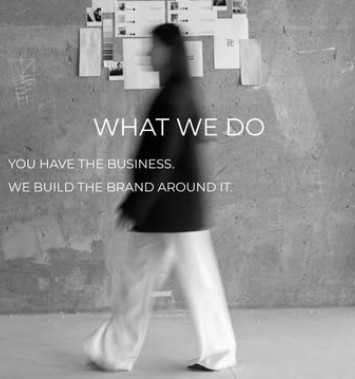 WHAT WE DO
YOU HAVE THE BUSINESS.
WE BUILD THE BRAND AROUND IT.